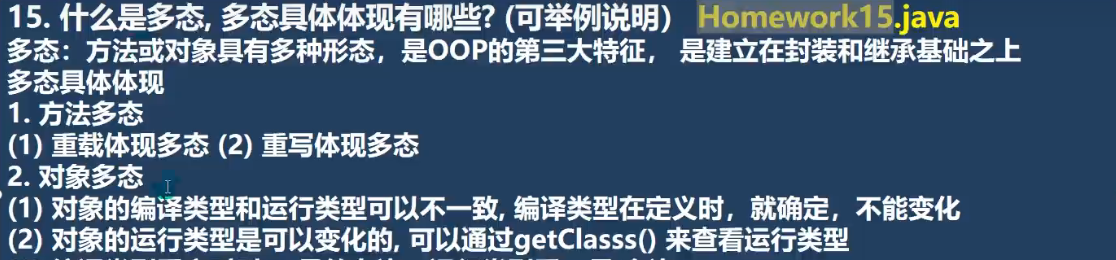 15. 什么是多态, 多态具体体现有哪些? (可举例说明) Homework15.java
多态：方法或对象具有多种形态，是OOP的第三大特征， 是建立在封装和继承基础之上
多态具体体现
1. 方法多态
(1) 重载体现多态 (2) 重写体现多态
2. 对象多态
(1) 对象的编译类型和运行类型可以不一致, 编译类型在定义时，就确定，不能变化
(2) 对象的运行类型是可以变化的, 可以通过getClasss() 来查看运行类型